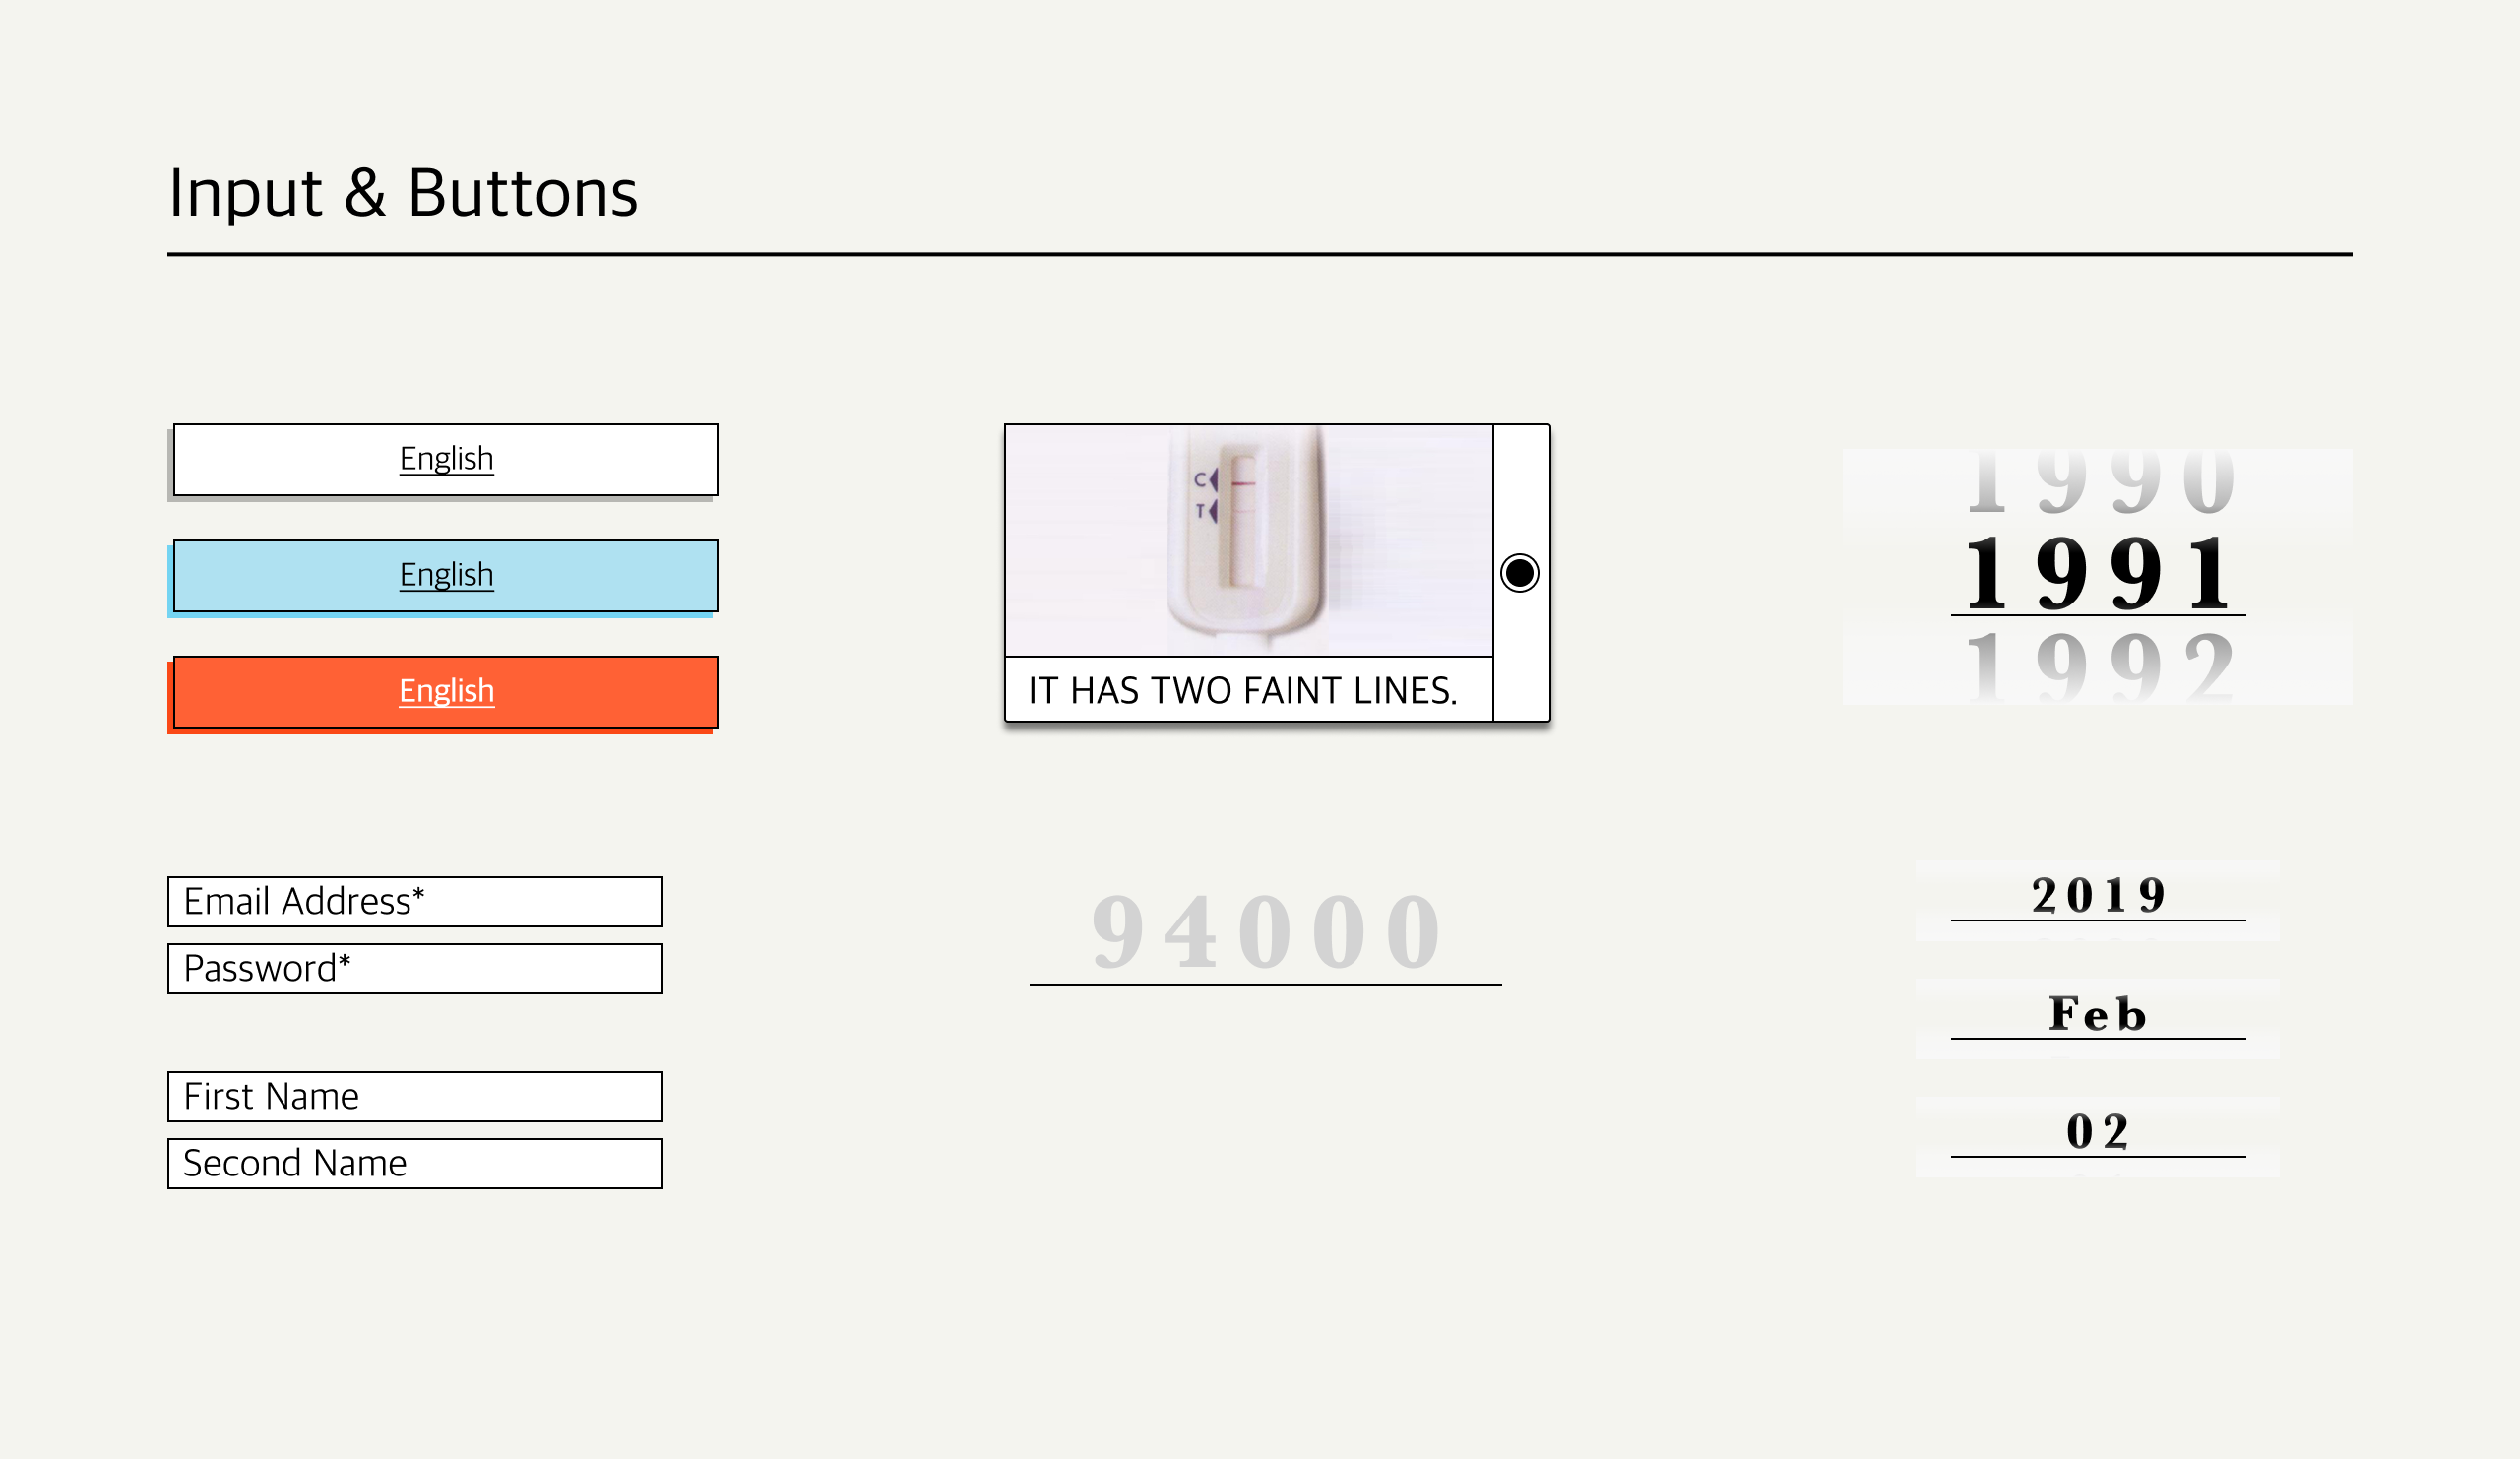 Input & Buttons
English
English
English
C
T
IT HAS TWO FAINT LINES.
1990
1991
1992
Email Address*
Password*
First Name
Second Name
94000
2019
Feb
02